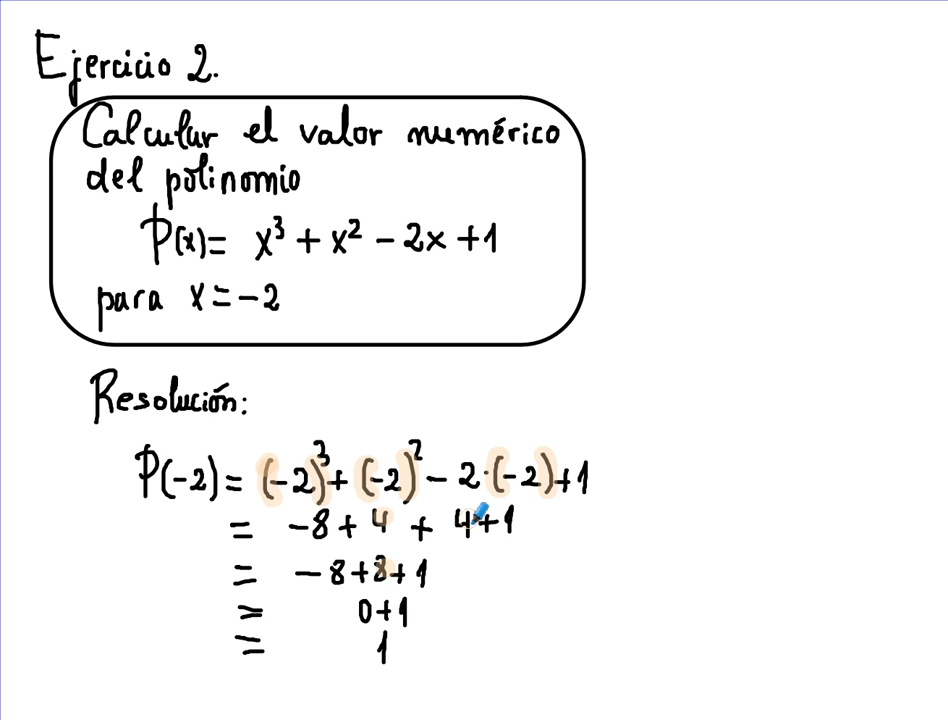 Ejercicio 2.
Calcular el valor numérico
del polinomio
P(x) = x³ + x² - 2x + 1
para x = -2
Resolución:
P(-2) = (-2)³ + (-2)² - 2·(-2) + 1
= -8 + 4 + 4 + 1
= -8 + 8 + 1
= 0 + 1
= 1